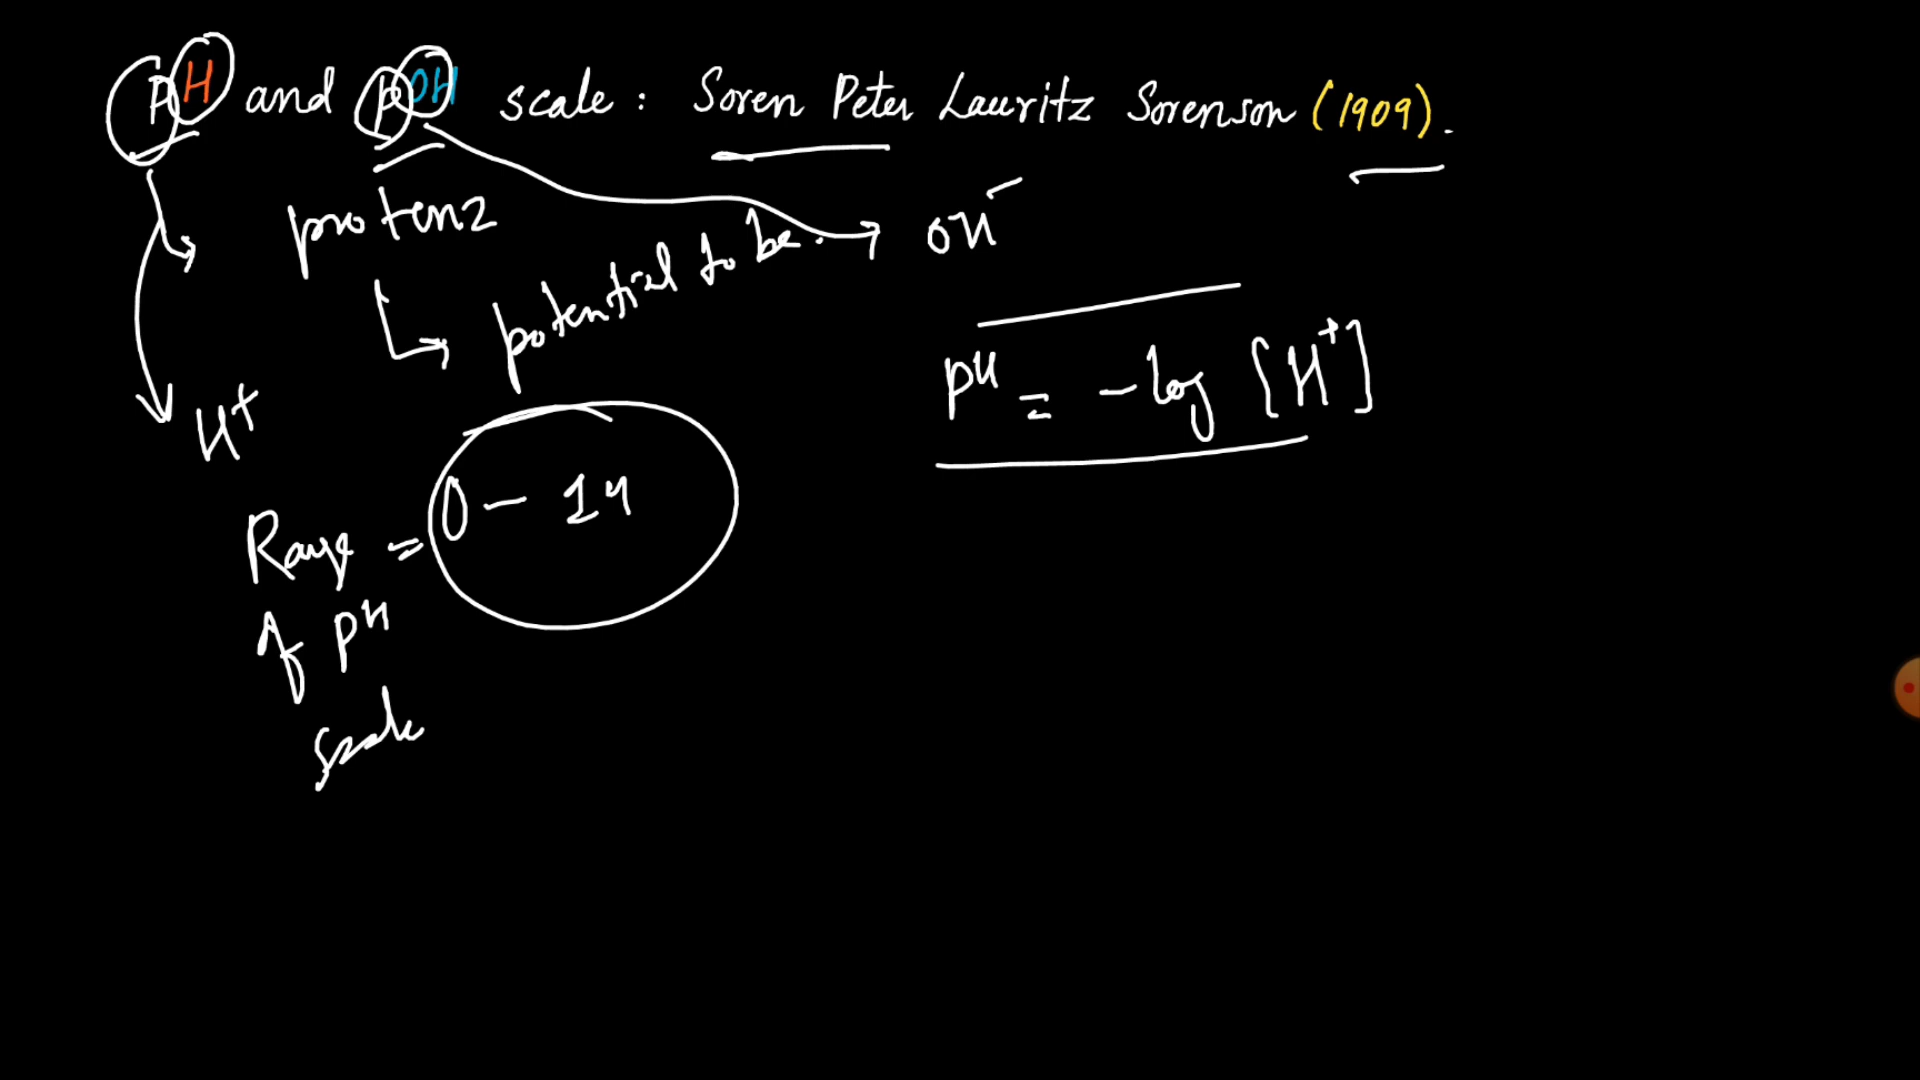 pH and pOH scale : Soren Peter Lauritz Sorenson (1909).
protenz
OH⁻
potential to be.
pH = -log [H⁺]
H⁺
Range = 0 - 14
of pH
scale